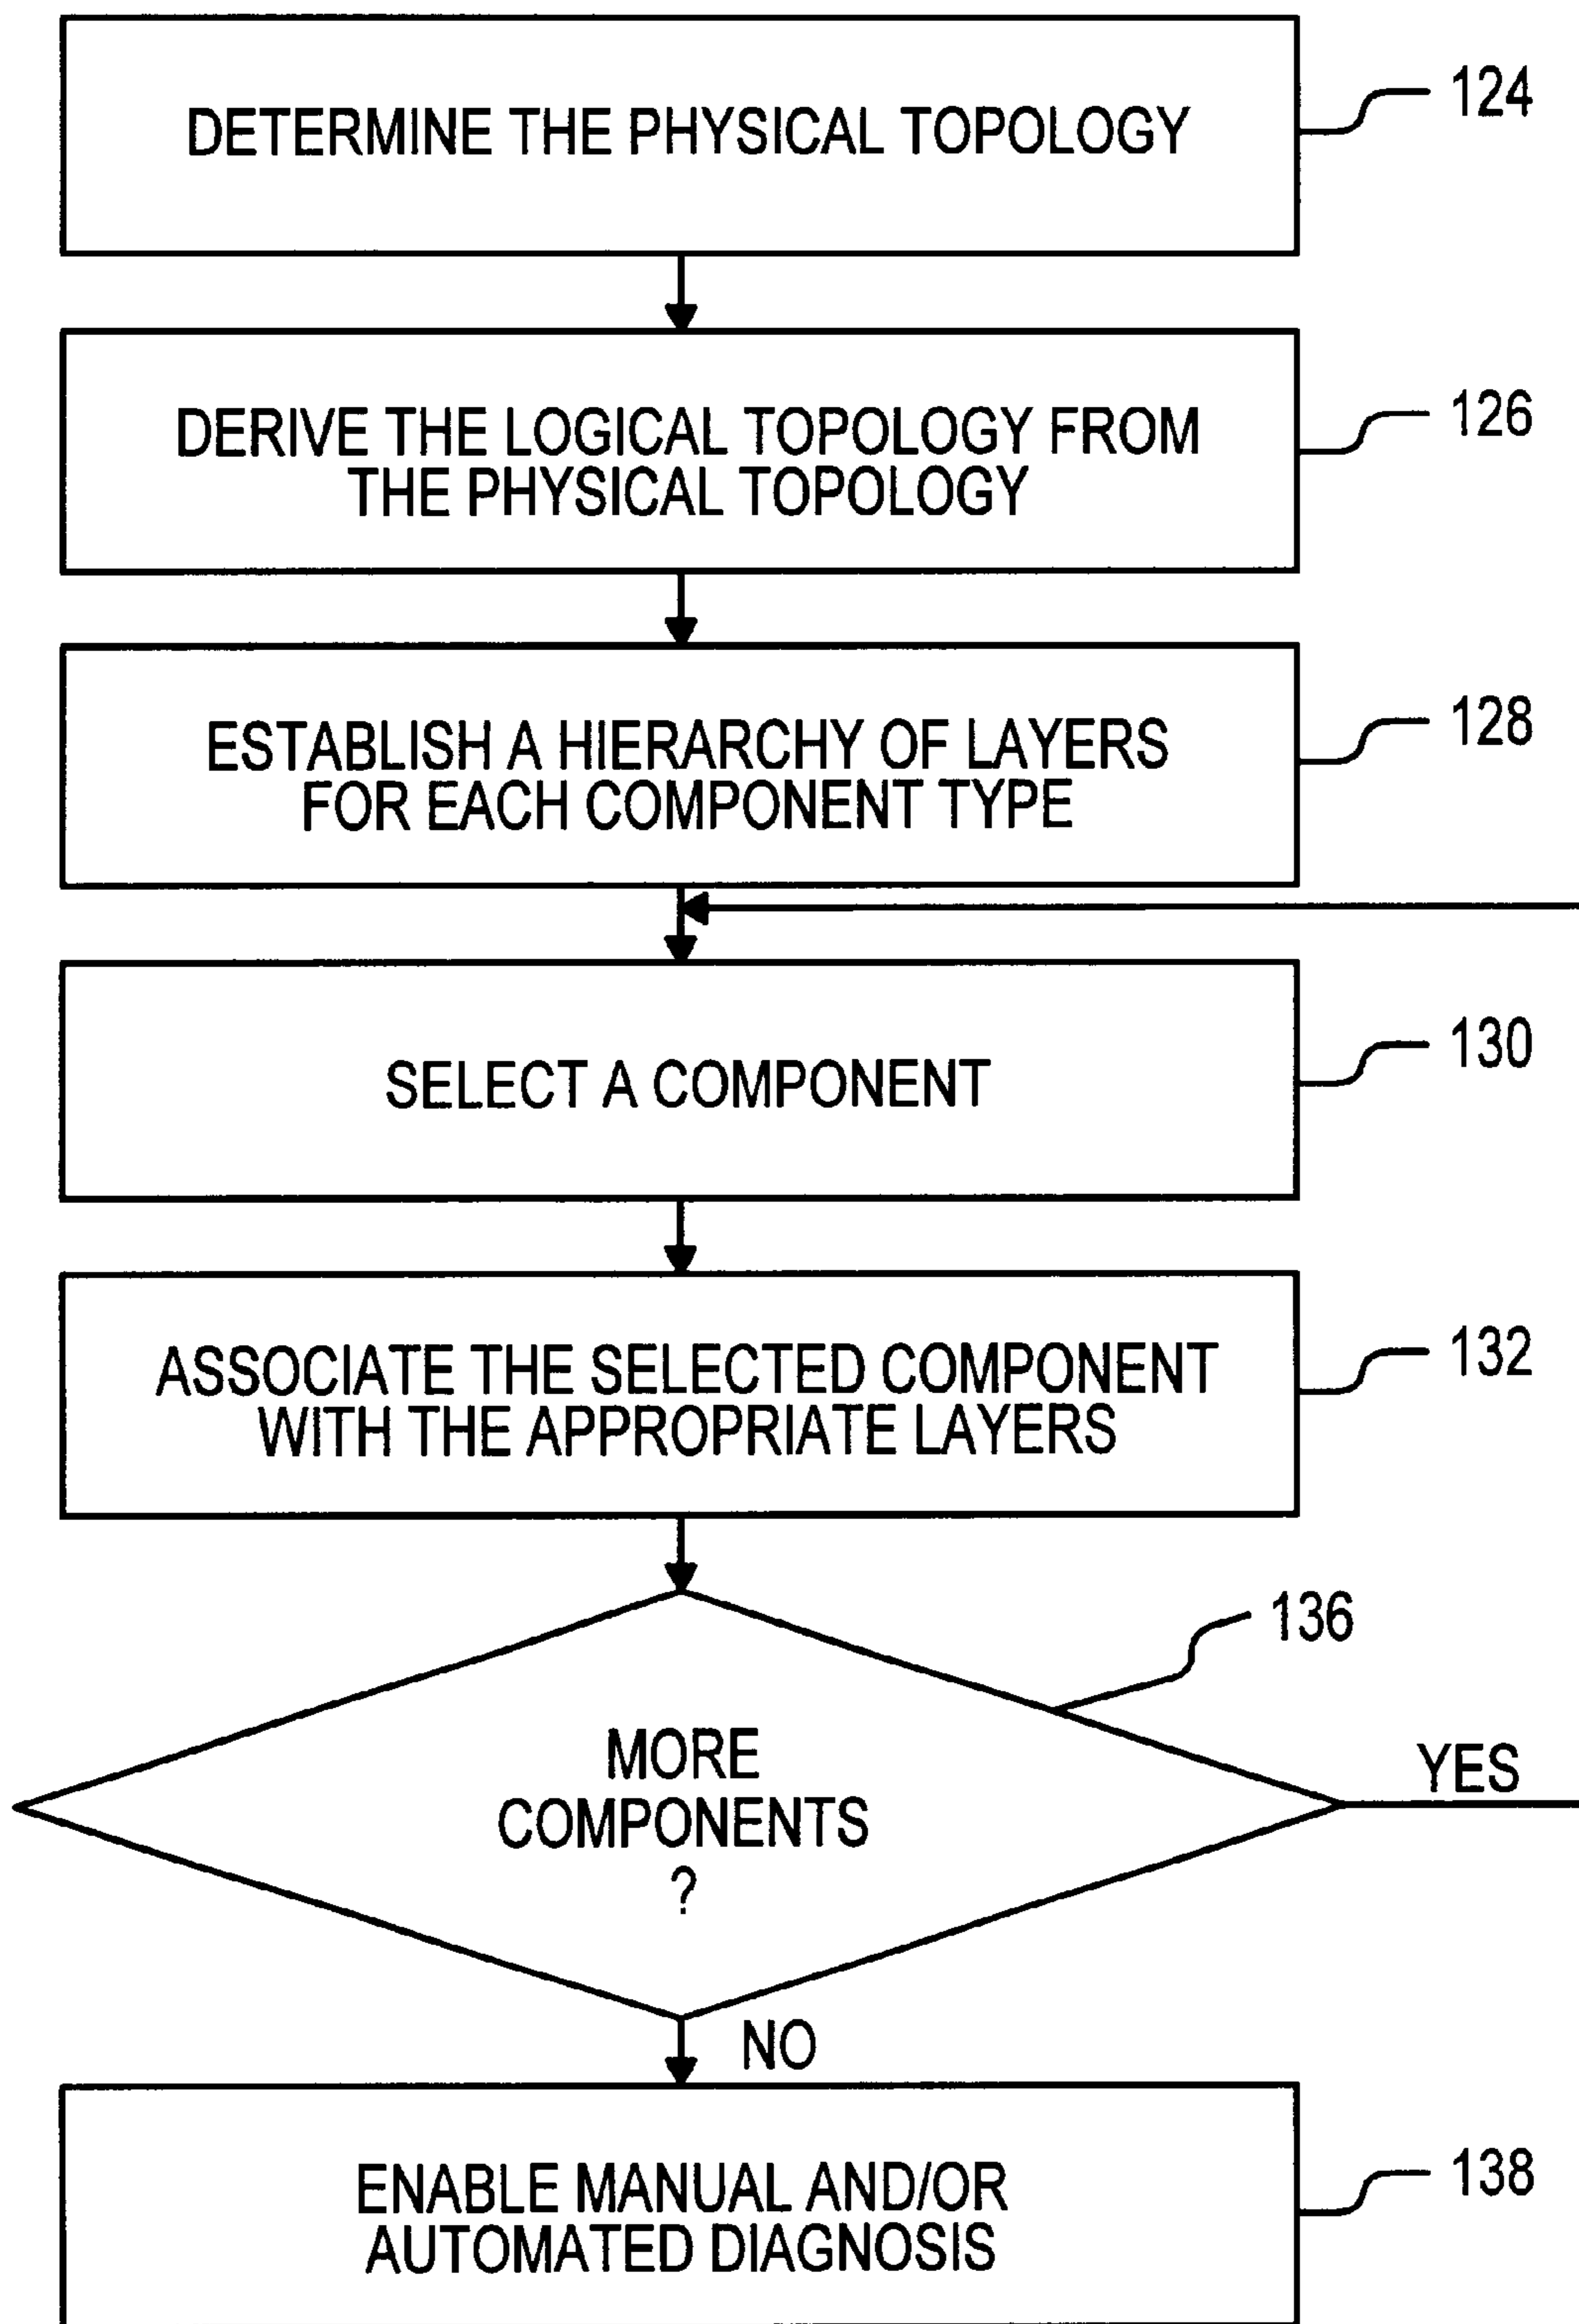 DETERMINE THE PHYSICAL TOPOLOGY
124
DERIVE THE LOGICAL TOPOLOGY FROM
THE PHYSICAL TOPOLOGY
126
ESTABLISH A HIERARCHY OF LAYERS
FOR EACH COMPONENT TYPE
128
SELECT A COMPONENT
130
ASSOCIATE THE SELECTED COMPONENT
WITH THE APPROPRIATE LAYERS
132
136
MORE
COMPONENTS
?
YES
NO
ENABLE MANUAL AND/OR
AUTOMATED DIAGNOSIS
138